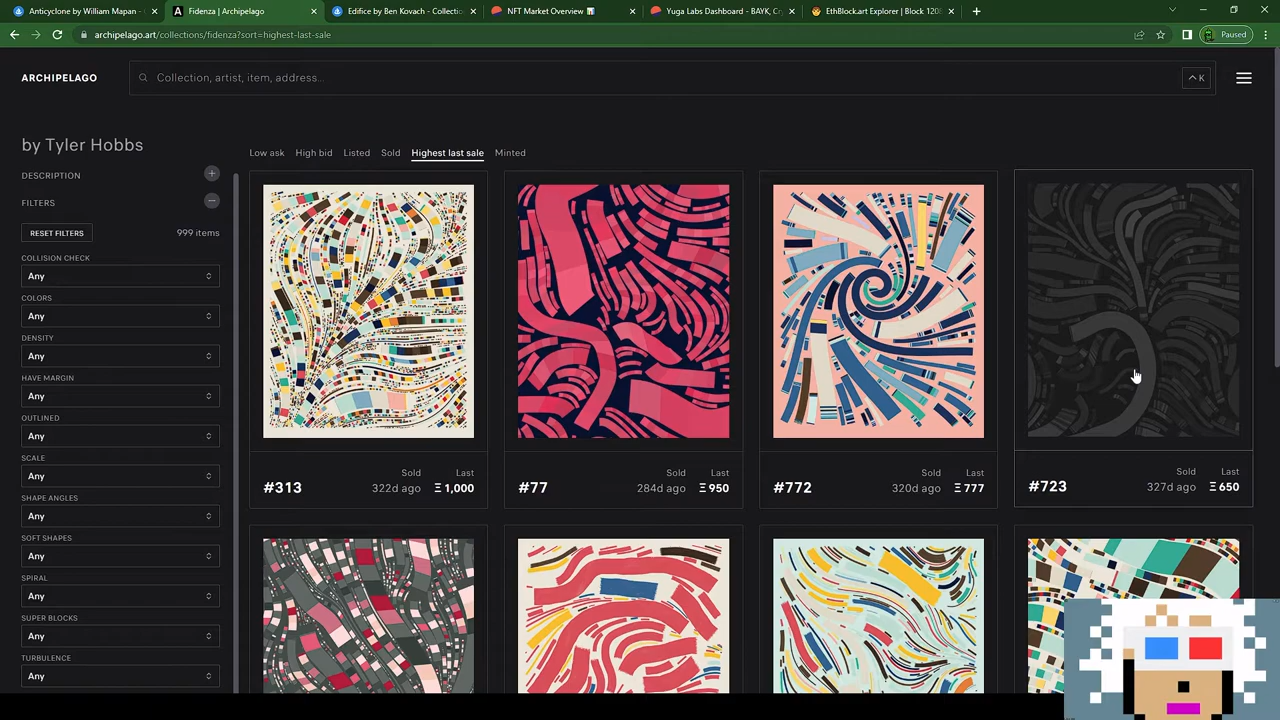 Anticyclone by William Mapan -
Fidenza | Archipelago
Edifice by Ben Kovach - Collectio
NFT Market Overview
Yuga Labs Dashboard - BAYK, Cr
EthBlock.art Explorer | Block 1208
archipelago.art/collections/fidenza?sort=highest-last-sale
Paused
ARCHIPELAGO
Collection, artist, item, address...
K
by Tyler Hobbs
DESCRIPTION
FILTERS
RESET FILTERS
999 items
COLLISION CHECK
Any
COLORS
Any
DENSITY
Any
HAVE MARGIN
Any
OUTLINED
Any
SCALE
Any
SHAPE ANGLES
Any
SOFT SHAPES
Any
SPIRAL
Any
SUPER BLOCKS
Any
TURBULENCE
Any
Low ask High bid Listed Sold Highest last sale Minted
#313
Sold
322d ago
Last
Ξ 1,000
#77
Sold
284d ago
Last
Ξ 950
#772
Sold
320d ago
Last
Ξ 777
#723
Sold
327d ago
Last
Ξ 650